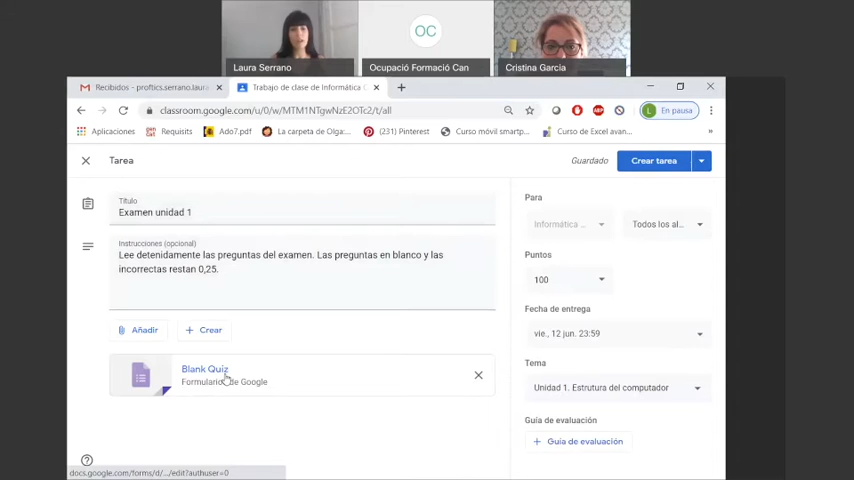 OC
Laura Serrano
Ocupació Formació Can
Cristina Garcia
Recibidos - proftics.serrano.laura
Trabajo de clase de Informática (
classroom.google.com/u/0/w/MTM1NTgwNzE2OTc2/t/all
ABP
L
En pausa
Aplicaciones
Requisits
Ado7.pdf
La carpeta de Olga:...
(231) Pinterest
Curso móvil smartp...
Curso de Excel avan...
Tarea
Guardado
Crear tarea
Título
Examen unidad 1
Instrucciones (opcional)
Lee detenidamente las preguntas del examen. Las preguntas en blanco y las
incorrectas restan 0,25.
Añadir
Crear
Blank Quiz
Formularios de Google
Para
Informática ...
Todos los al...
Puntos
100
Fecha de entrega
vie., 12 jun. 23:59
Tema
Unidad 1. Estrutura del computador
Guía de evaluación
Guía de evaluación
docs.google.com/forms/d/.../edit?authuser=0